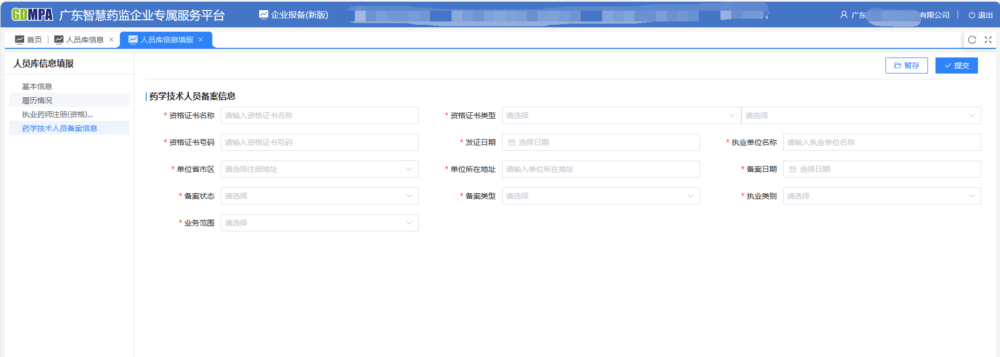 GDMPA 广东智慧药监企业专属服务平台 企业报备(新版) 广东 有限公司 退出
首页 人员库信息 × 人员库信息填报 ×
人员库信息填报
暂存 提交
基本信息
履历情况
执业药师注册(资格)...
药学技术人员备案信息
药学技术人员备案信息
* 资格证书名称 请输入资格证书名称 * 资格证书类型 请选择 请选择
* 资格证书号码 请输入资格证书号码 * 发证日期 选择日期 * 执业单位名称 请输入执业单位名称
* 单位省市区 请选择注册地址 * 单位所在地址 请输入单位所在地址 * 备案日期 选择日期
* 备案状态 请选择 * 备案类型 请选择 * 执业类别 请选择
* 业务范围 请选择